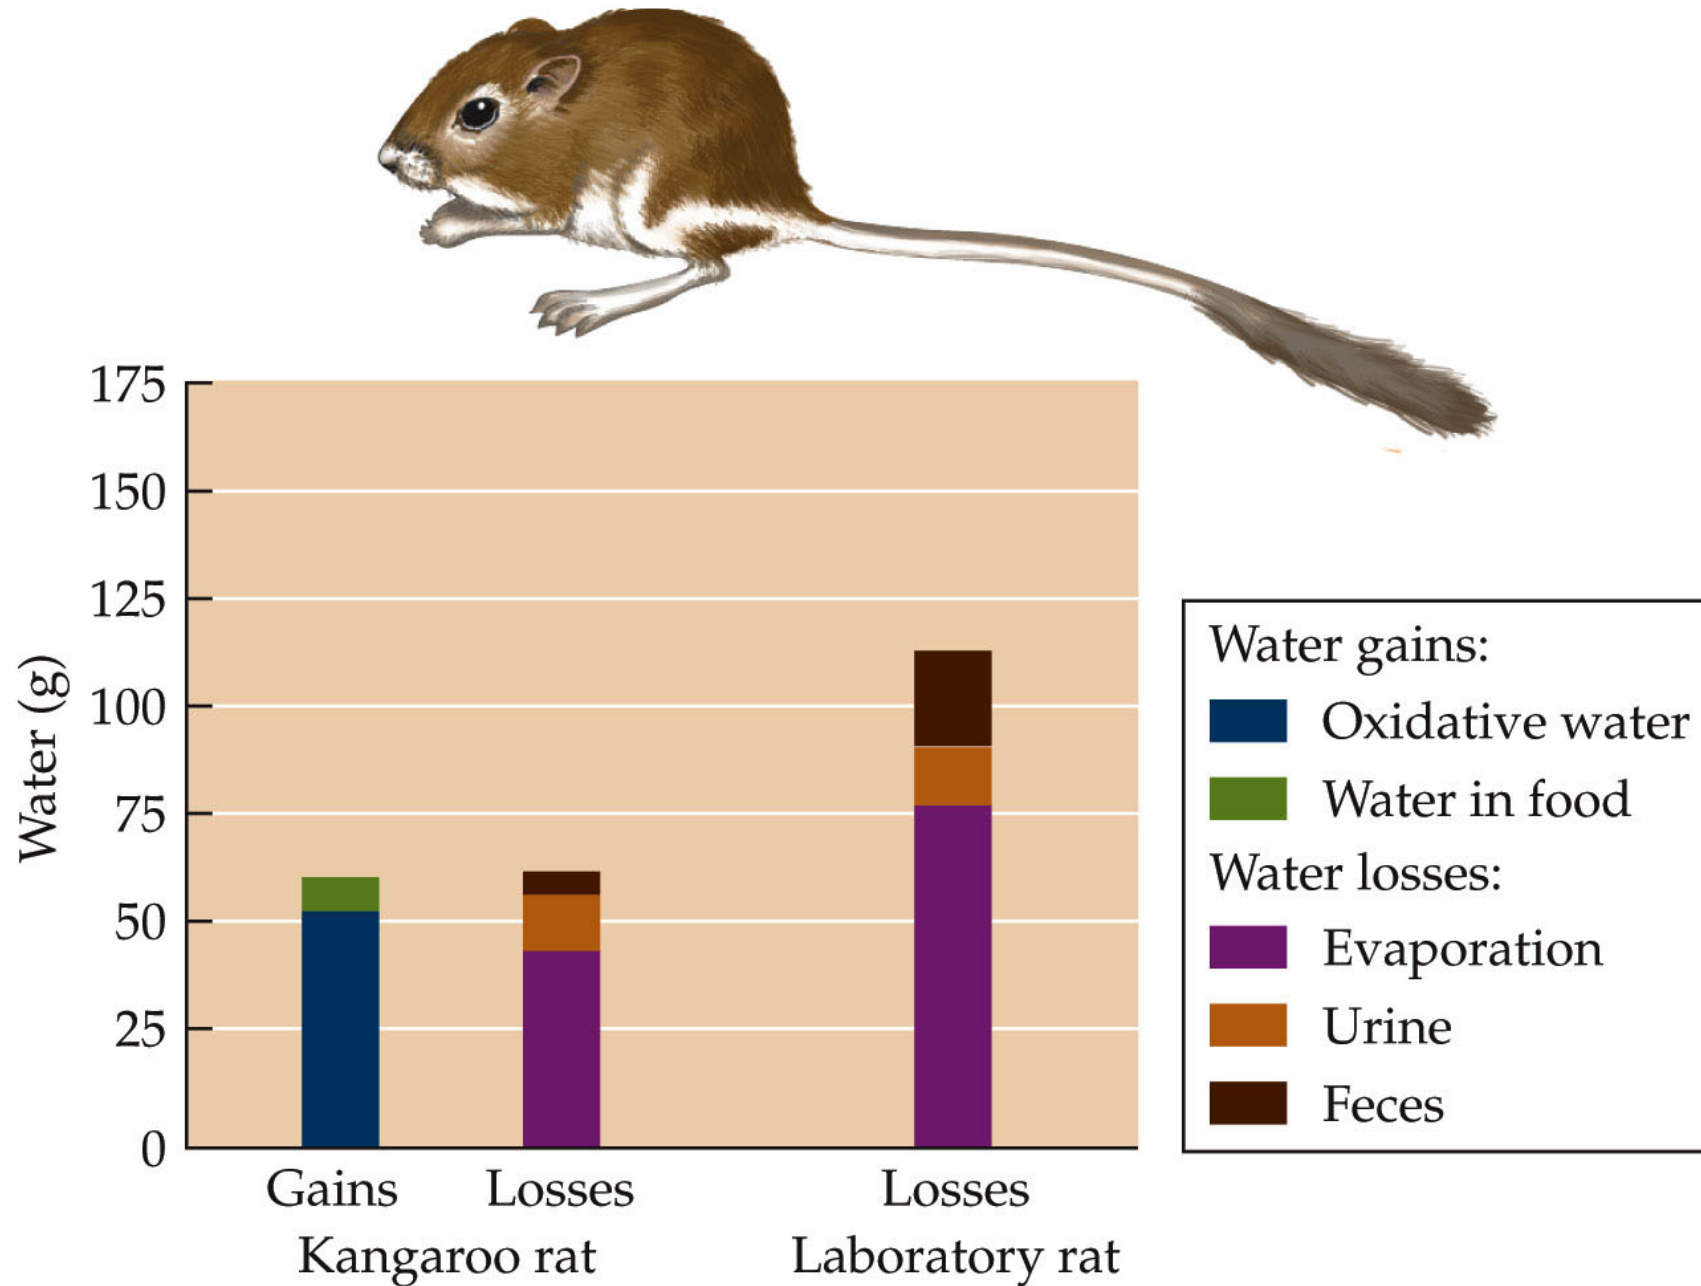 175
150
125
100
75
50
25
0
Water (g)
Gains
Losses
Losses
Kangaroo rat
Laboratory rat
Water gains:
Oxidative water
Water in food
Water losses:
Evaporation
Urine
Feces